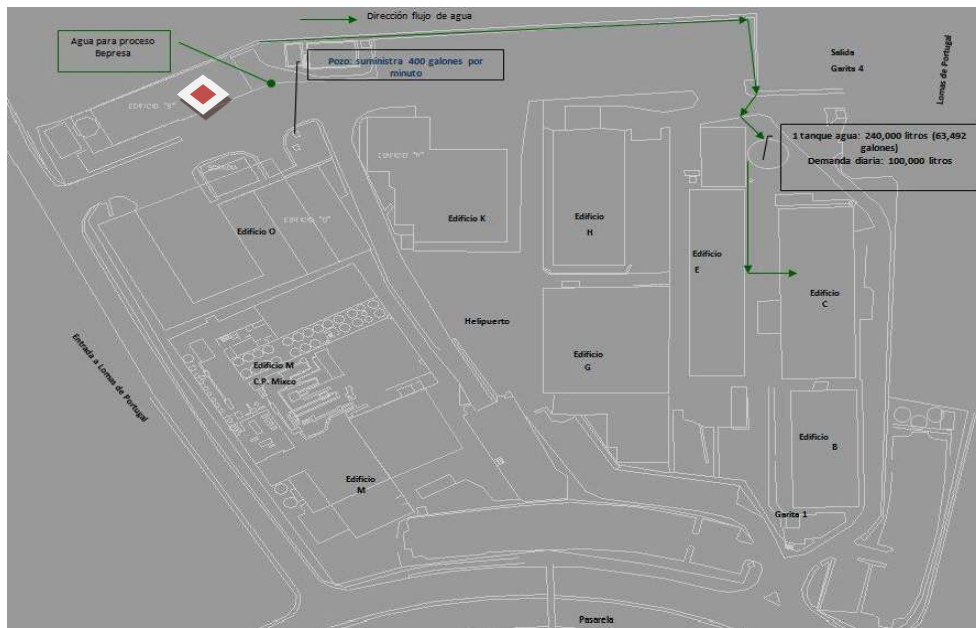 Dirección flujo de agua
Agua para proceso
Bepresa
Pozo: suministra 400 galones por
minuto
Salida
Garita 4
Lomas de Portugal
1 tanque agua: 240,000 litros (63,492
galones)
Demanda diaria: 100,000 litros
EDIFICIO
Edificio O
EDIFICIO
Edificio K
Edificio
H
Edificio
E
Edificio
C
Helipuerto
Entrada a Lomas de Portugal
Edificio M
C.P. Mixco
Edificio
G
Edificio
B
Edificio
M
Garita 1
Pasarela